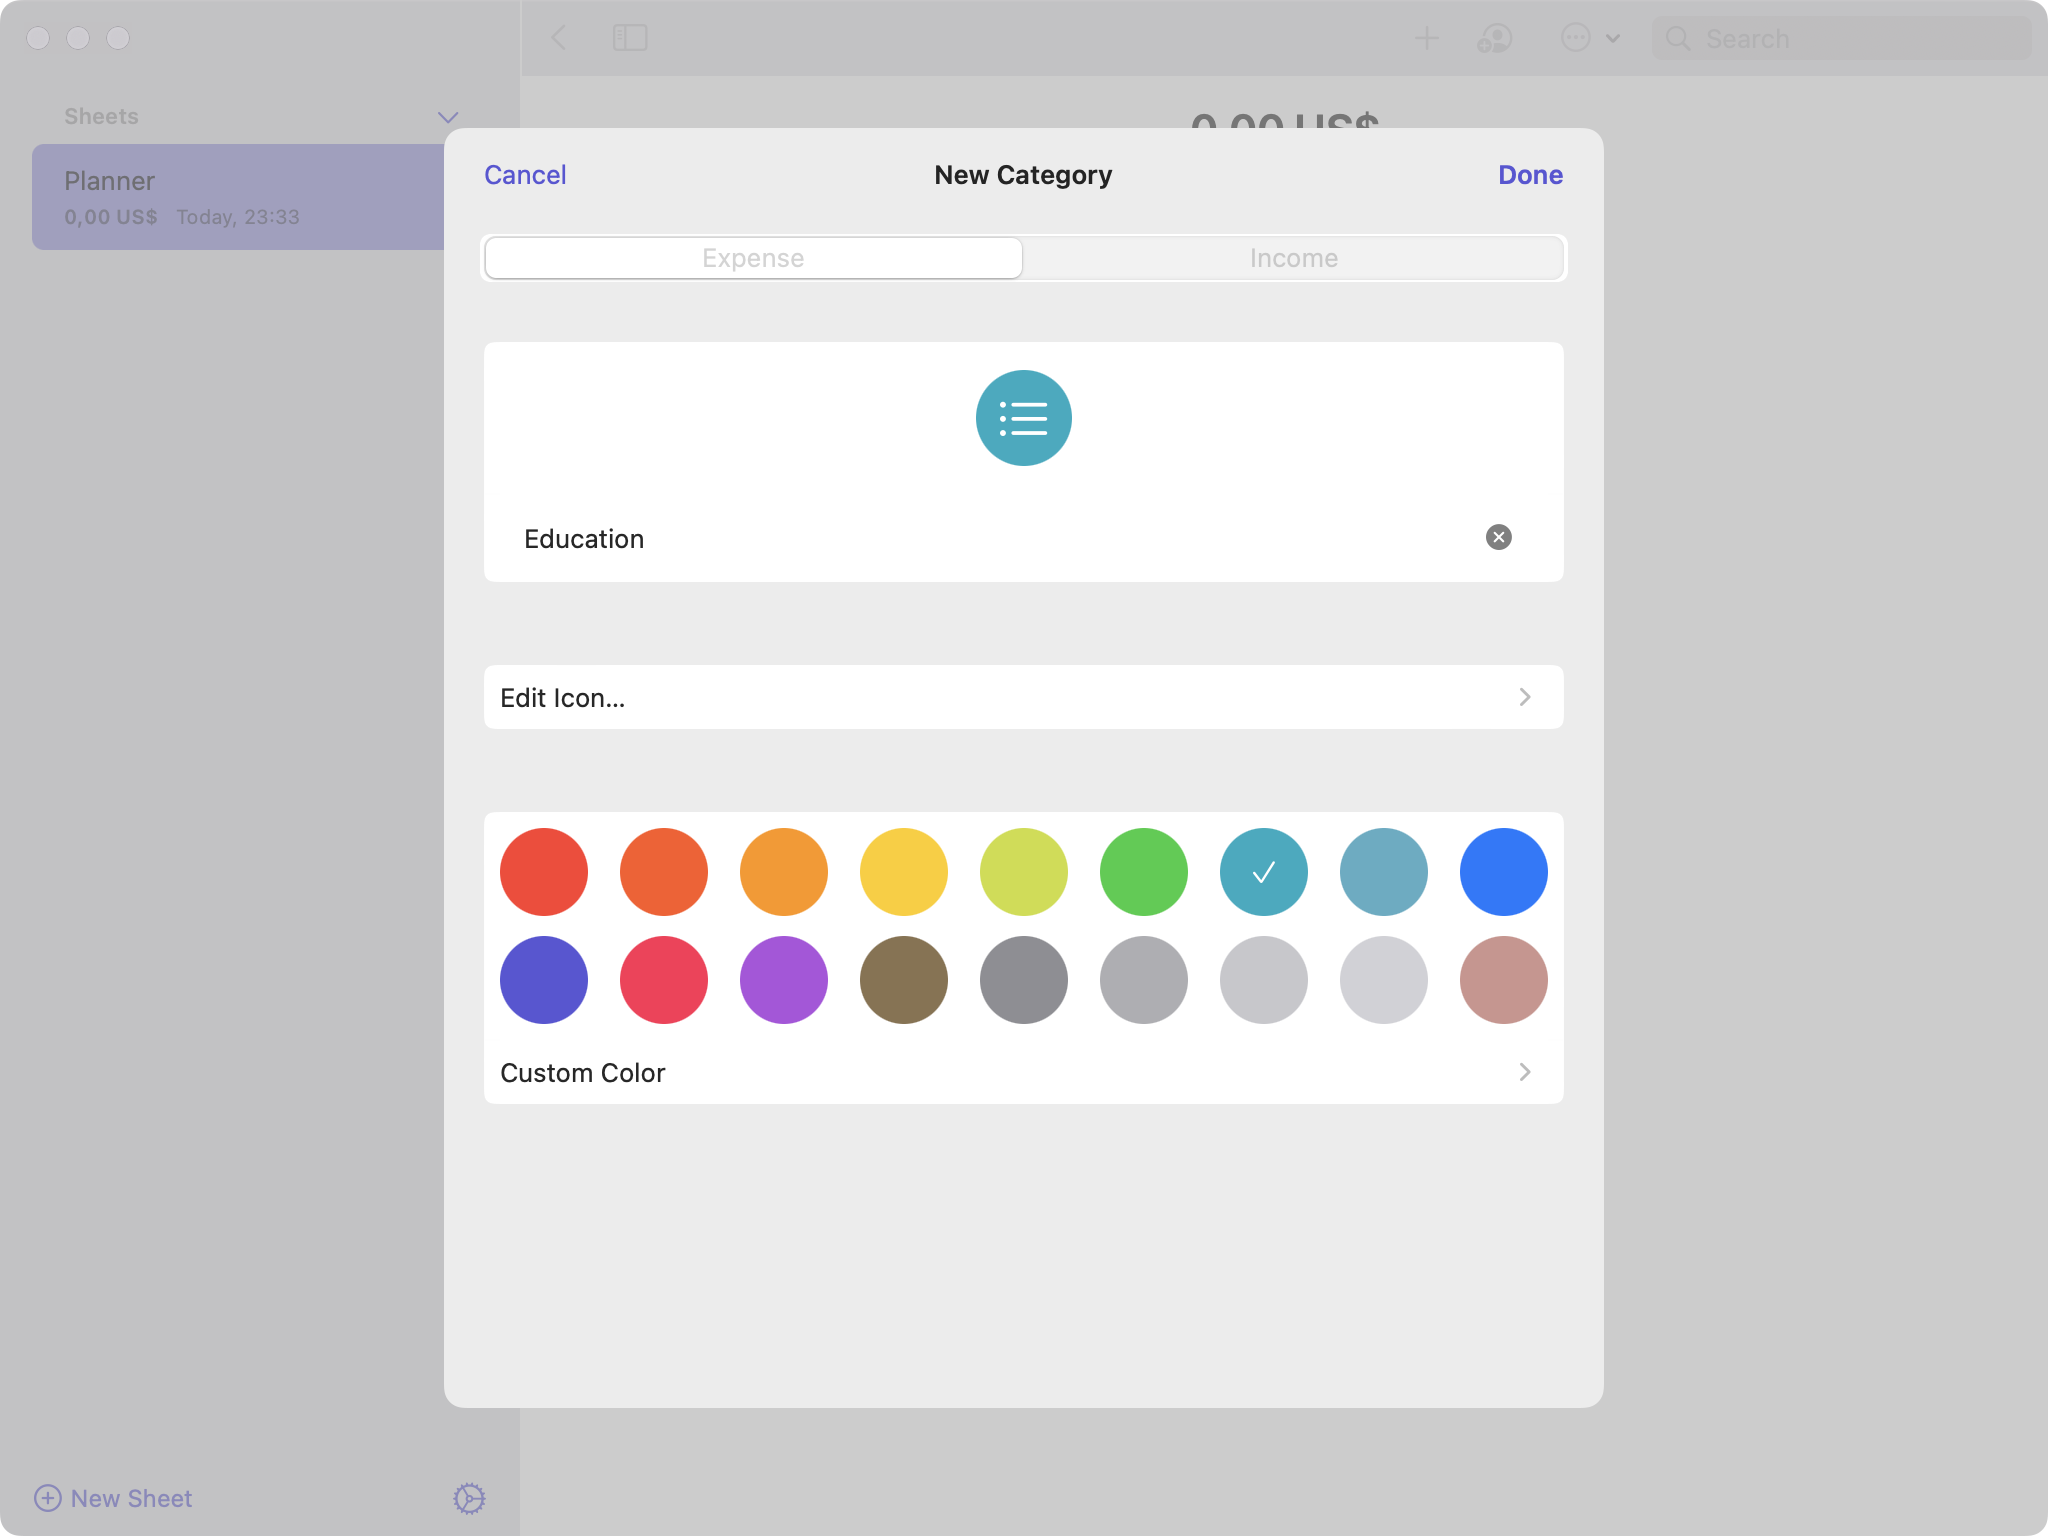 Search
Sheets
0,00 US$
Planner
0,00 US$ Today, 23:33
Cancel
New Category
Done
Expense
Income
Education
Edit Icon...
Custom Color
New Sheet